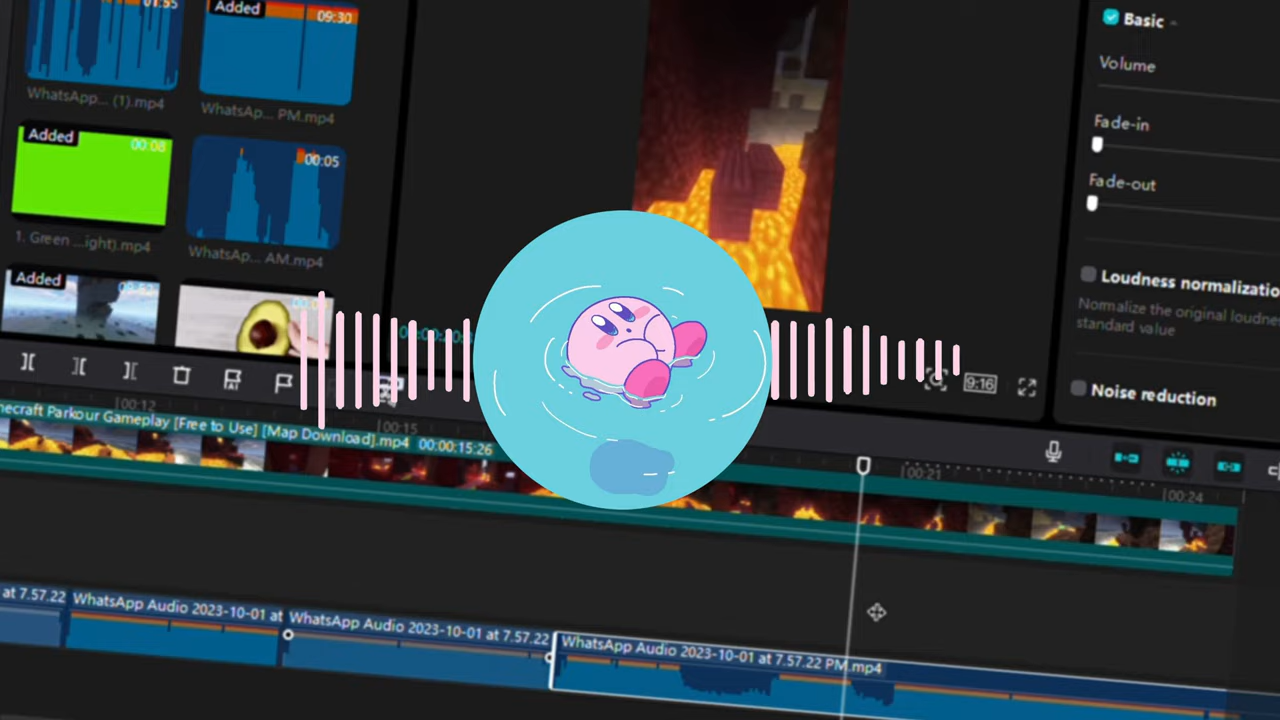 01:55
Added
09:30
WhatsApp... (1).mp4
WhatsAp... PM.mp4
Added
00:08
00:05
1. Green ...ight).mp4
WhatsApp... AM.mp4
Added
Basic
Volume
Fade-in
Fade-out
Loudness normalizatio
Normalize the original loudne
standard value
Noise reduction
9:16
00:12
00:15
00:21
00:24
necraft Parkour Gameplay [Free to Use] [Map Download].mp4 00:00:15:26
at 7.57.22
WhatsApp Audio 2023-10-01 at
WhatsApp Audio 2023-10-01 at 7.57.22
WhatsApp Audio 2023-10-01 at 7.57.22 PM.mp4